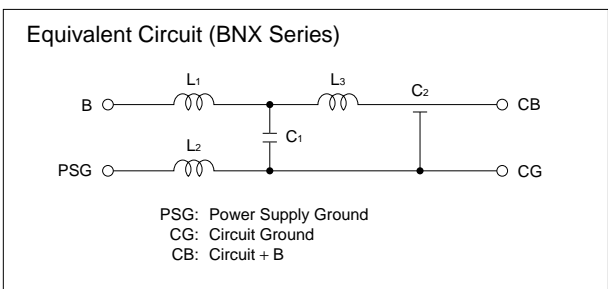 Equivalent Circuit (BNX Series)
L1 L3 C2
B CB
C1
L2
PSG CG
PSG: Power Supply Ground
CG: Circuit Ground
CB: Circuit + B